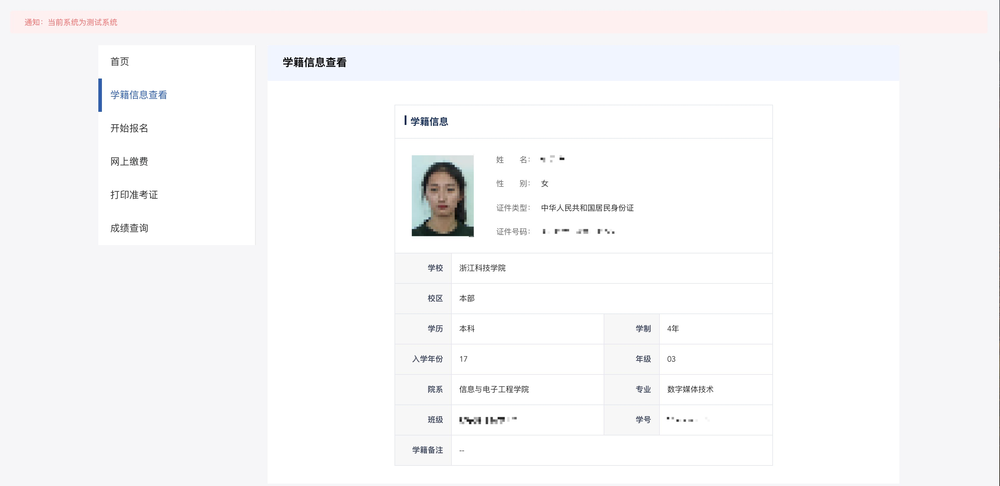 通知：当前系统为测试系统
首页
学籍信息查看
开始报名
网上缴费
打印准考证
成绩查询
学籍信息查看
学籍信息
姓 名：
性 别： 女
证件类型： 中华人民共和国居民身份证
证件号码：
学校 浙江科技学院
校区 本部
学历 本科 学制 4年
入学年份 17 年级 03
院系 信息与电子工程学院 专业 数字媒体技术
班级 学号
学籍备注 --